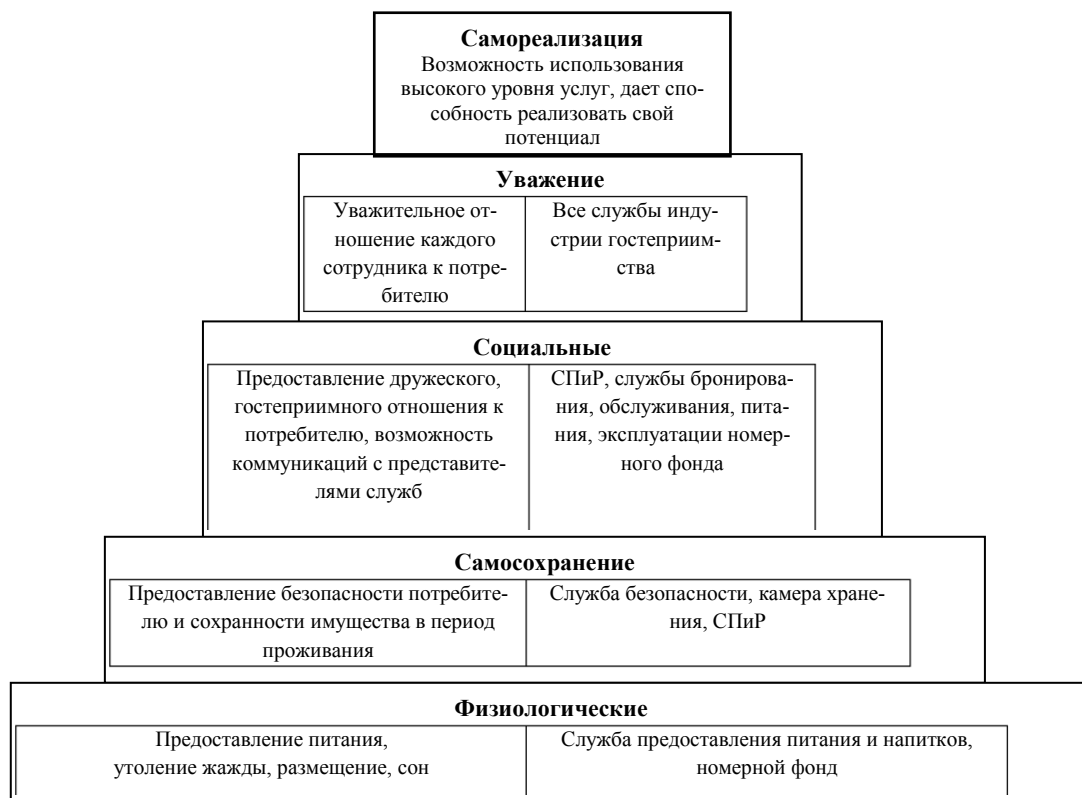 Самореализация
Возможность использования
высокого уровня услуг, дает спо-
собность реализовать свой
потенциал
Уважение
Уважительное от-
ношение каждого
сотрудника к потре-
бителю
Все службы инду-
стрии гостеприим-
ства
Социальные
Предоставление дружеского,
гостеприимного отношения к
потребителю, возможность
коммуникаций с представите-
лями служб
СПиР, службы бронирова-
ния, обслуживания, пита-
ния, эксплуатации номер-
ного фонда
Самосохранение
Предоставление безопасности потребите-
лю и сохранности имущества в период
проживания
Служба безопасности, камера хране-
ния, СПиР
Физиологические
Предоставление питания,
утоление жажды, размещение, сон
Служба предоставления питания и напитков,
номерной фонд